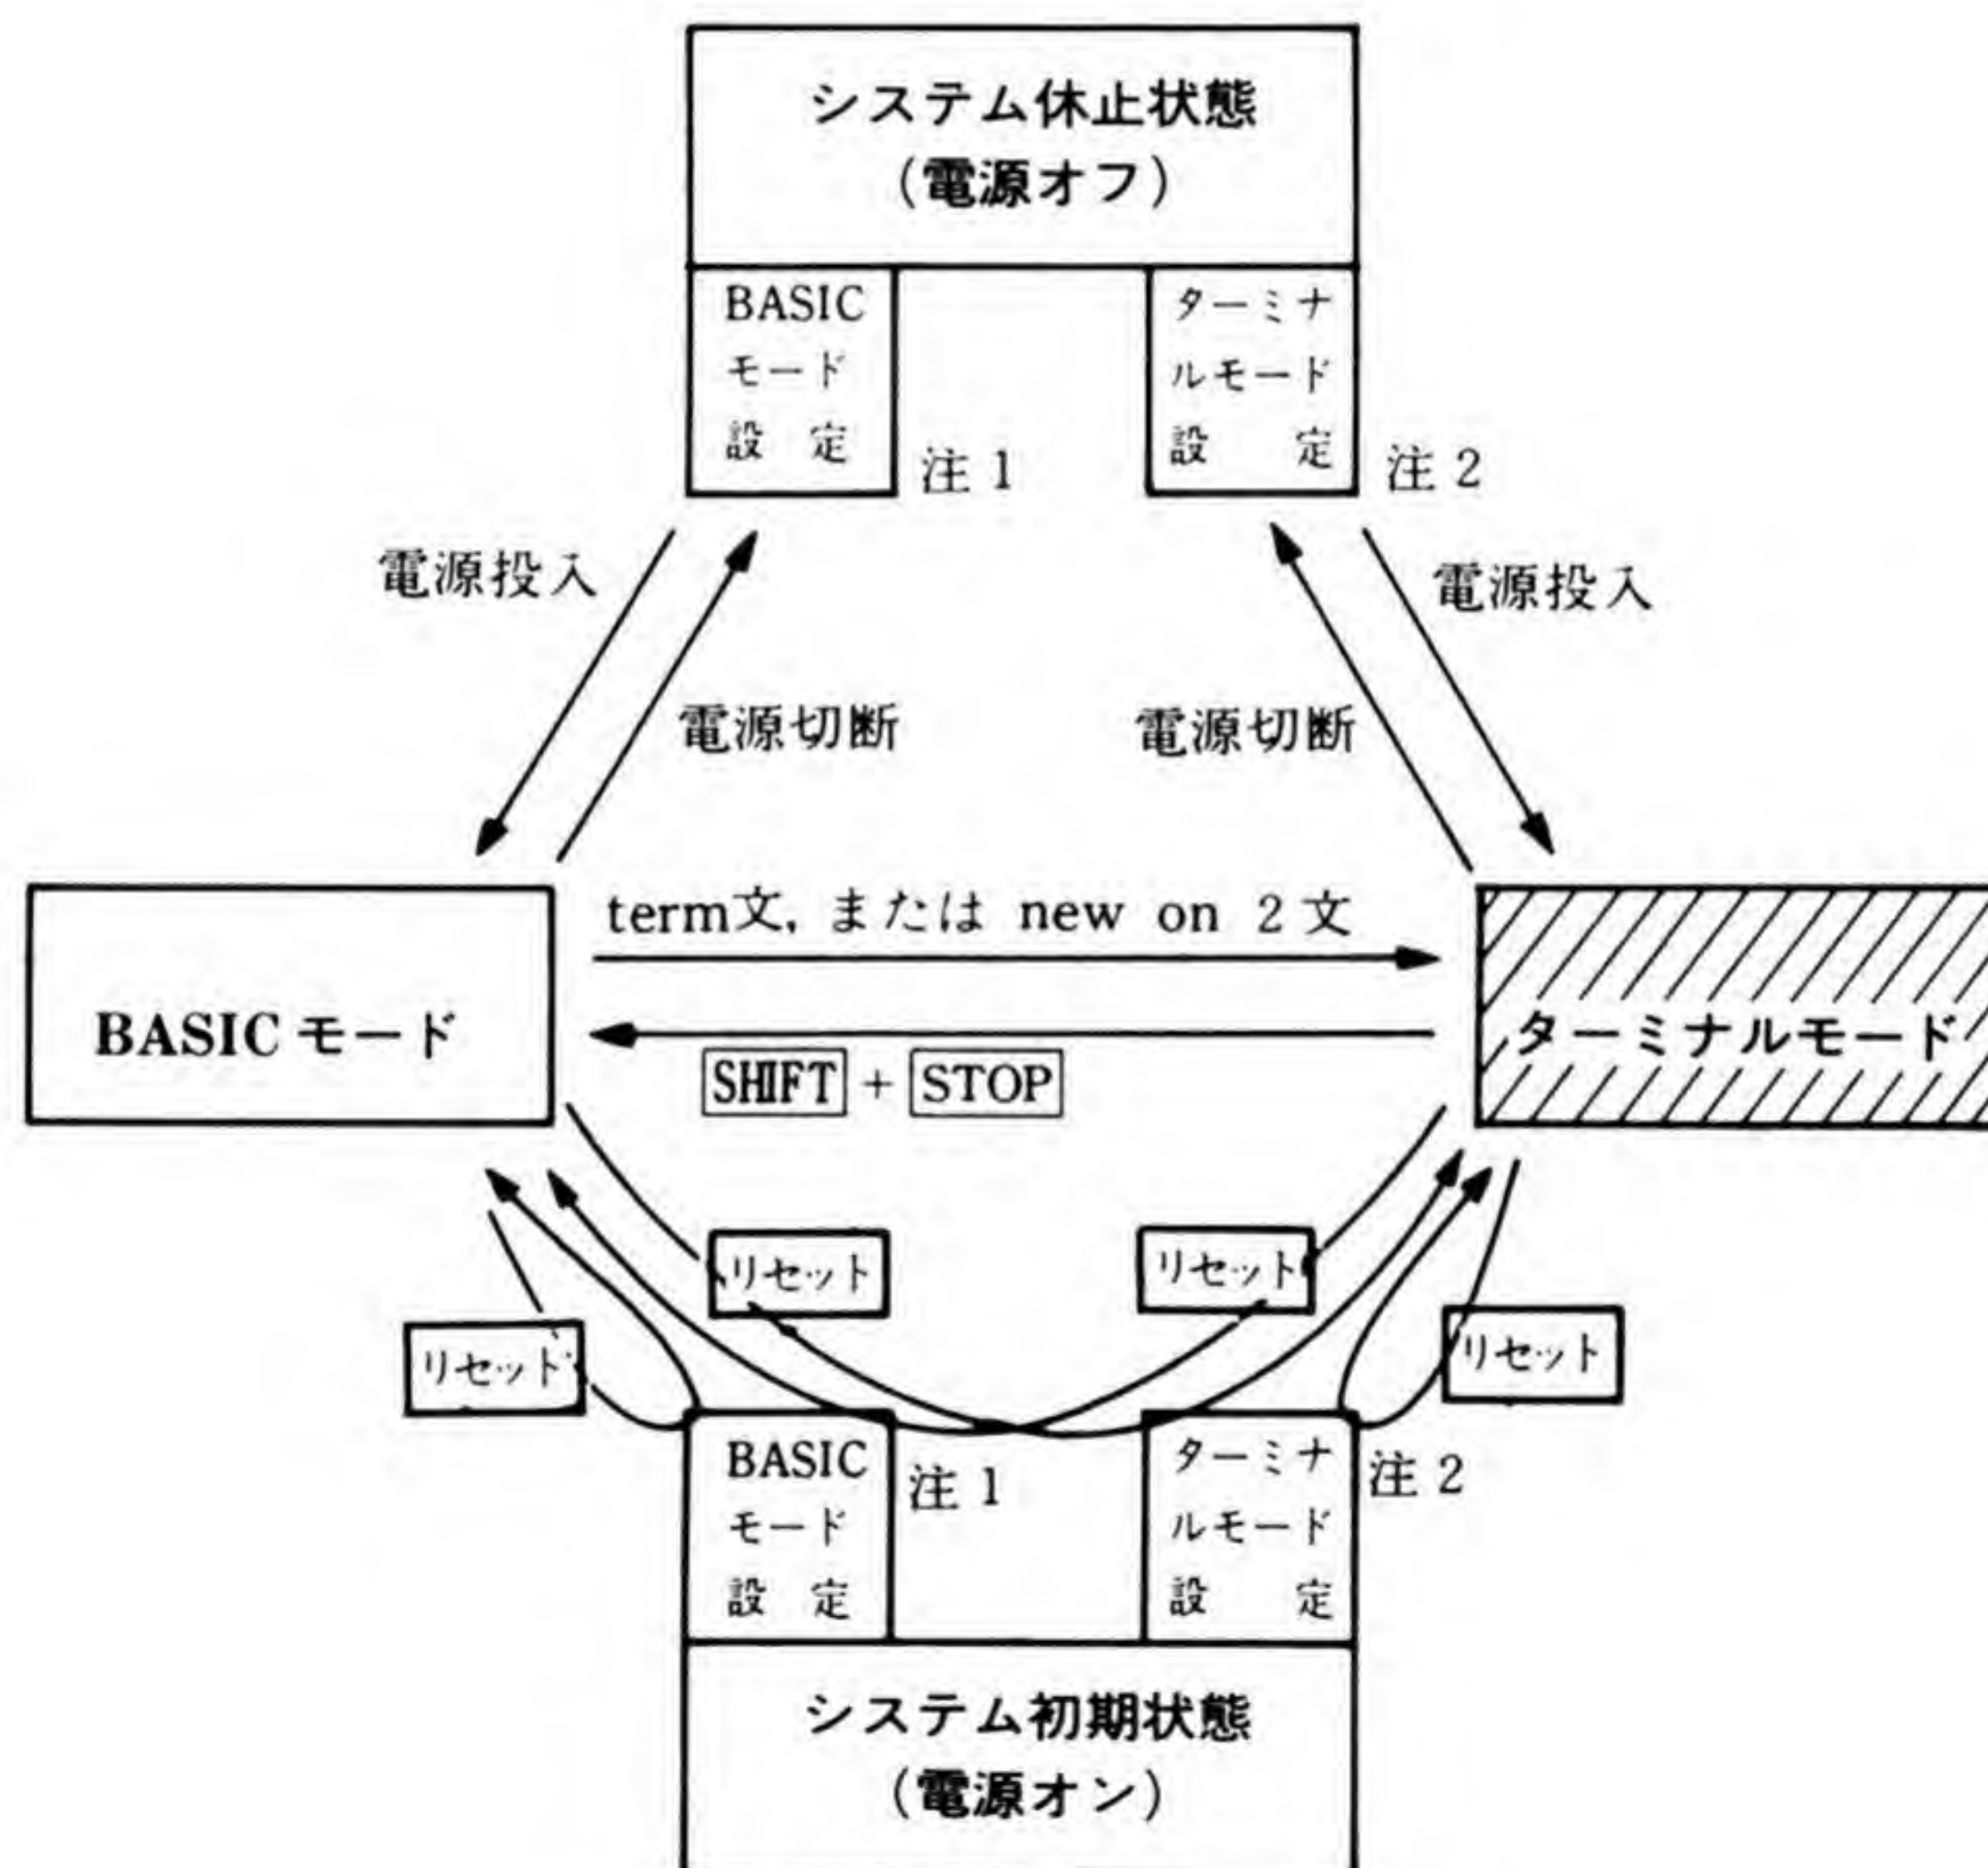 システム休止状態
(電源オフ)
BASIC
モード
設 定
注1
ターミナ
ルモード
設 定
注2
電源投入
電源投入
電源切断
電源切断
term文, または new on 2文
BASICモード
ターミナルモード
SHIFT + STOP
リセット
リセット
リセット
リセット
BASIC
モード
設 定
注1
ターミナ
ルモード
設 定
注2
システム初期状態
(電源オン)